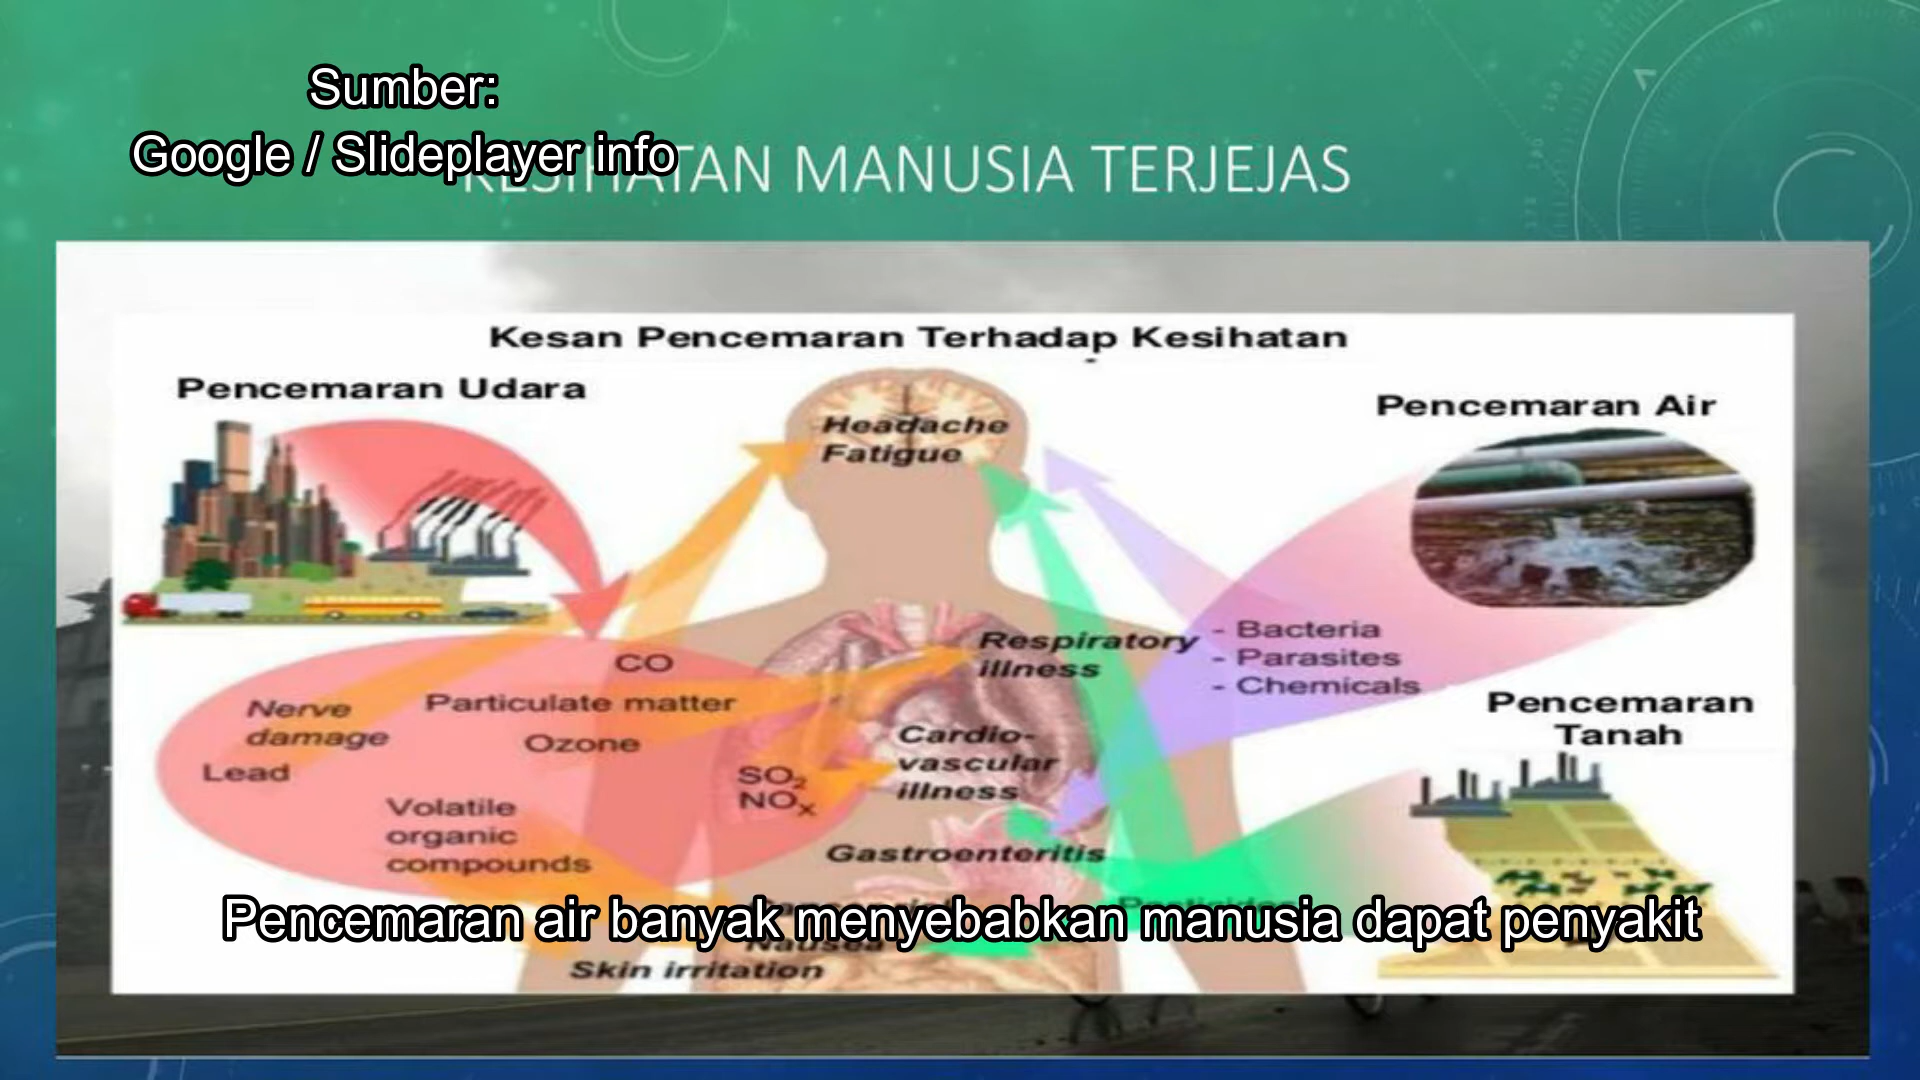 Sumber:
Google / Slideplayer info
KESIHATAN MANUSIA TERJEJAS
Kesan Pencemaran Terhadap Kesihatan
Pencemaran Udara
Pencemaran Air
Headache
Fatigue
Respiratory
illness
- Bacteria
- Parasites
- Chemicals
CO
Particulate matter
Nerve
damage
Ozone
Lead
Cardio-
vascular
illness
SO₂
NOₓ
Volatile
organic
compounds
Pencemaran
Tanah
Gastroenteritis
Pencemaran air banyak menyebabkan manusia dapat penyakit
Nausea
Skin irritation